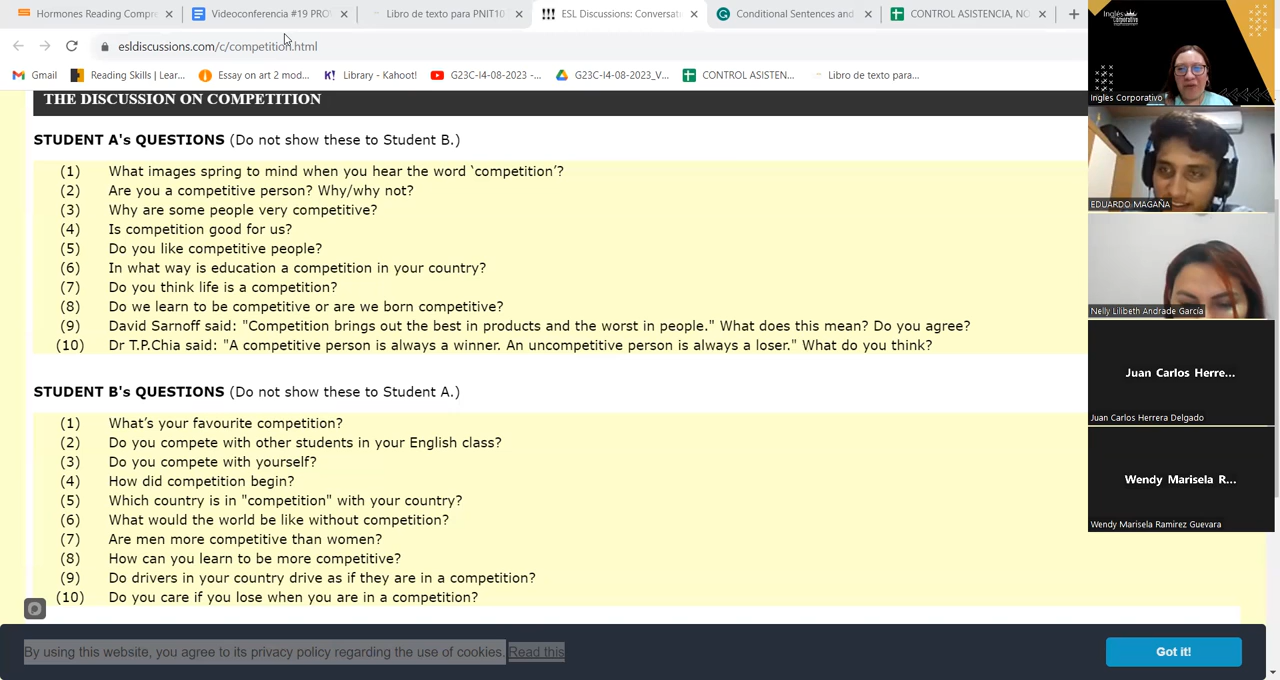 Hormones Reading Compre
Videoconferencia #19 PRO
Libro de texto para PNIT10
ESL Discussions: Conversat
Conditional Sentences and
CONTROL ASISTENCIA, NO
esldiscussions.com/c/competition.html
Gmail
Reading Skills | Lear...
Essay on art 2 mod...
Library - Kahoot!
G23C-I4-08-2023 -...
G23C-I4-08-2023_V...
CONTROL ASISTEN...
Libro de texto para...
THE DISCUSSION ON COMPETITION
STUDENT A's QUESTIONS (Do not show these to Student B.)
(1) What images spring to mind when you hear the word ‘competition’?
(2) Are you a competitive person? Why/why not?
(3) Why are some people very competitive?
(4) Is competition good for us?
(5) Do you like competitive people?
(6) In what way is education a competition in your country?
(7) Do you think life is a competition?
(8) Do we learn to be competitive or are we born competitive?
(9) David Sarnoff said: "Competition brings out the best in products and the worst in people." What does this mean? Do you agree?
(10) Dr T.P.Chia said: "A competitive person is always a winner. An uncompetitive person is always a loser." What do you think?
STUDENT B's QUESTIONS (Do not show these to Student A.)
(1) What’s your favourite competition?
(2) Do you compete with other students in your English class?
(3) Do you compete with yourself?
(4) How did competition begin?
(5) Which country is in "competition" with your country?
(6) What would the world be like without competition?
(7) Are men more competitive than women?
(8) How can you learn to be more competitive?
(9) Do drivers in your country drive as if they are in a competition?
(10) Do you care if you lose when you are in a competition?
By using this website, you agree to its privacy policy regarding the use of cookies. Read this
Got it!
Inglés
Corporativo
Ingles Corporativo
EDUARDO MAGAÑA
Nelly Lilibeth Andrade García
Juan Carlos Herre...
Juan Carlos Herrera Delgado
Wendy Marisela R...
Wendy Marisela Ramirez Guevara